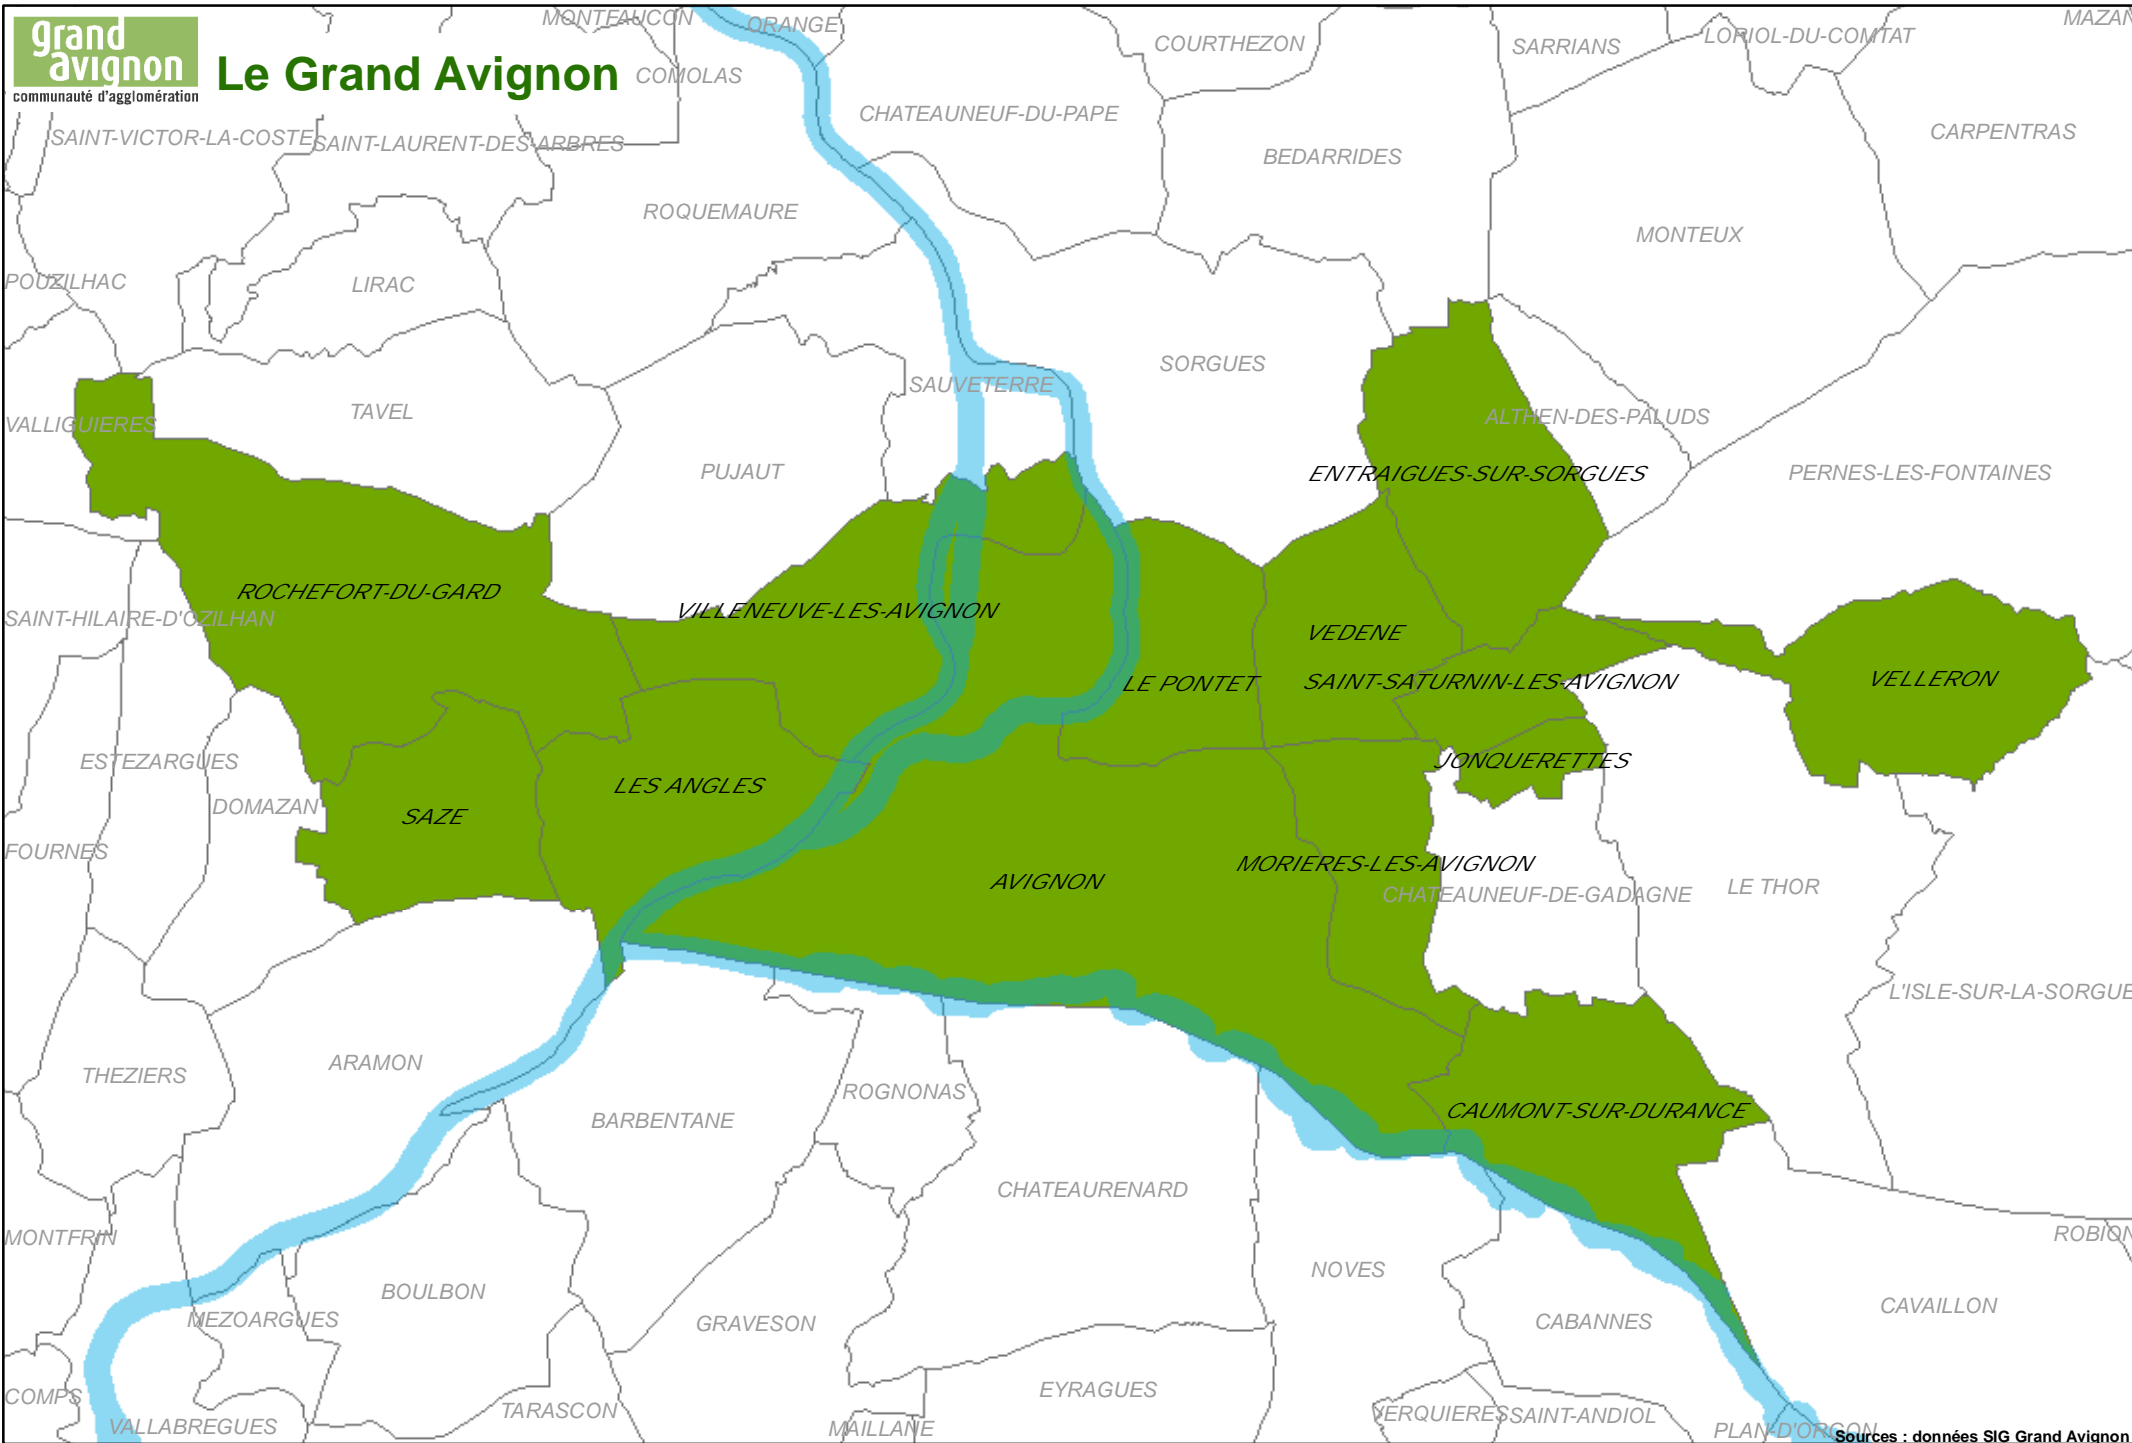 grand
avignon
communauté d'agglomération
Le Grand Avignon
MONTFAUCON
ORANGE
COURTHEZON
SARRIANS
LORIOL-DU-COMTAT
MAZAN
COMOLAS
CHATEAUNEUF-DU-PAPE
SAINT-VICTOR-LA-COSTE
SAINT-LAURENT-DES-ARBRES
BEDARRIDES
CARPENTRAS
ROQUEMAURE
MONTEUX
POUZILHAC
LIRAC
SORGUES
SAUVETERRE
TAVEL
VALLIGUIERES
ALTHEN-DES-PALUDS
PUJAUT
ENTRAIGUES-SUR-SORGUES
PERNES-LES-FONTAINES
ROCHEFORT-DU-GARD
SAINT-HILAIRE-D'OZILHAN
VILLENEUVE-LES-AVIGNON
VEDENE
LE PONTET
SAINT-SATURNIN-LES-AVIGNON
VELLERON
ESTEZARGUES
JONQUERETTES
LES ANGLES
DOMAZAN
SAZE
FOURNES
MORIERES-LES-AVIGNON
AVIGNON
CHATEAUNEUF-DE-GADAGNE
LE THOR
L'ISLE-SUR-LA-SORGUE
ARAMON
THEZIERS
ROGNONAS
BARBENTANE
CAUMONT-SUR-DURANCE
CHATEAURENARD
MONTFRIN
ROBION
NOVES
BOULBON
CAVAILLON
MEZOARGUES
GRAVESON
CABANNES
EYRAGUES
COMPS
VALLABREGUES
TARASCON
MAILLANE
VERQUIERES
SAINT-ANDIOL
PLAN-D'ORGON
Sources : données SIG Grand Avignon